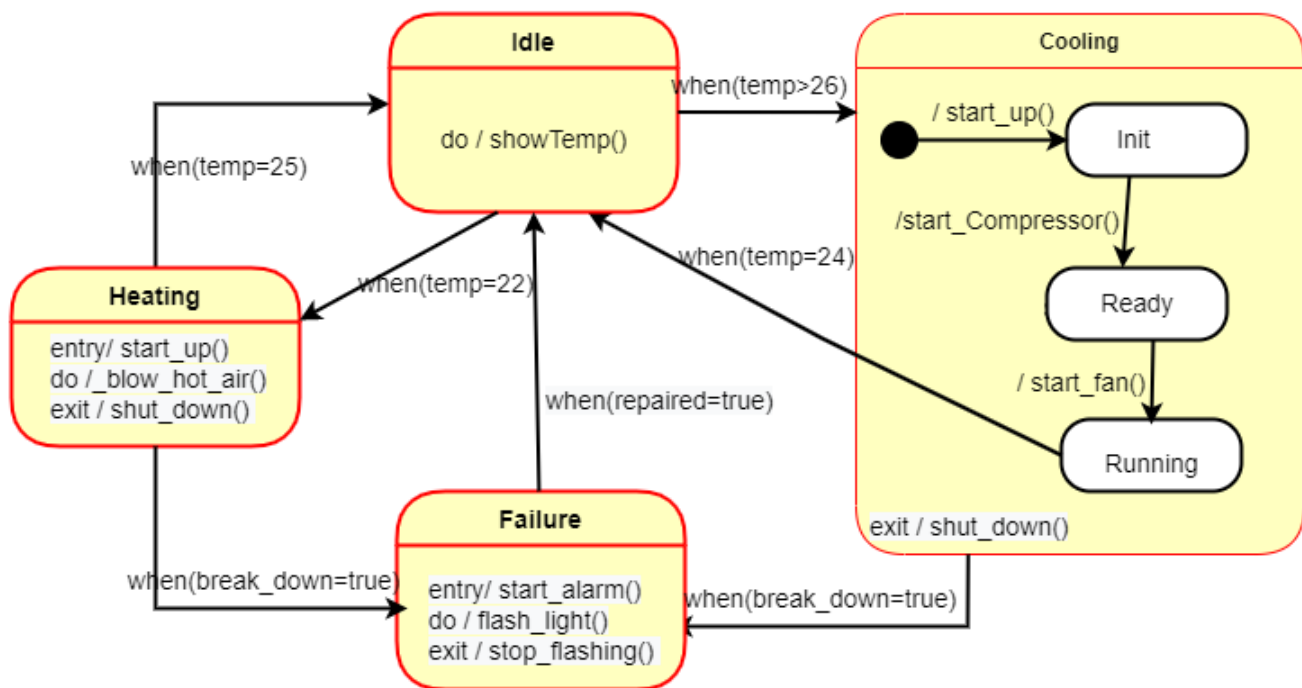 Idle
Cooling
when(temp>26)
/ start_up()
do / showTemp()
Init
when(temp=25)
/start_Compressor()
when(temp=24)
when(temp=22)
Heating
Ready
entry/ start_up()
do /_blow_hot_air()
exit / shut_down()
/ start_fan()
when(repaired=true)
Running
Failure
exit / shut_down()
when(break_down=true)
entry/ start_alarm()
do / flash_light()
exit / stop_flashing()
when(break_down=true)